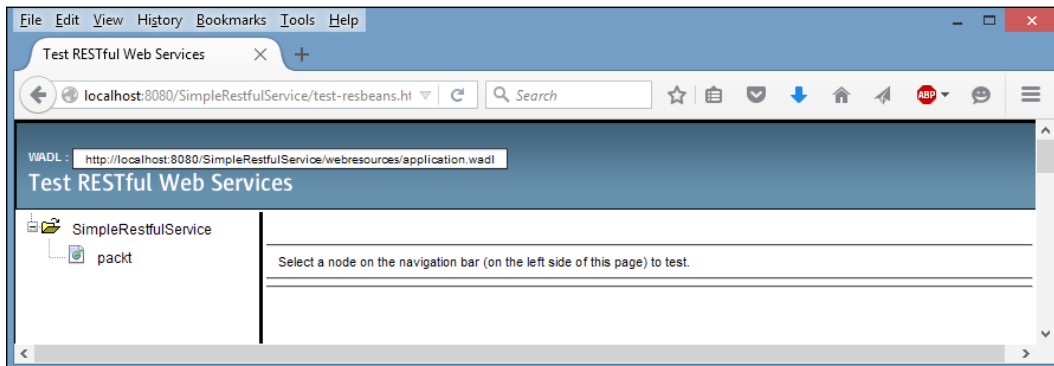 File Edit View History Bookmarks Tools Help
Test RESTful Web Services
localhost:8080/SimpleRestfulService/test-resbeans.ht
Search
ABP
WADL : http://localhost:8080/SimpleRestfulService/webresources/application.wadl
Test RESTful Web Services
SimpleRestfulService
packt
Select a node on the navigation bar (on the left side of this page) to test.